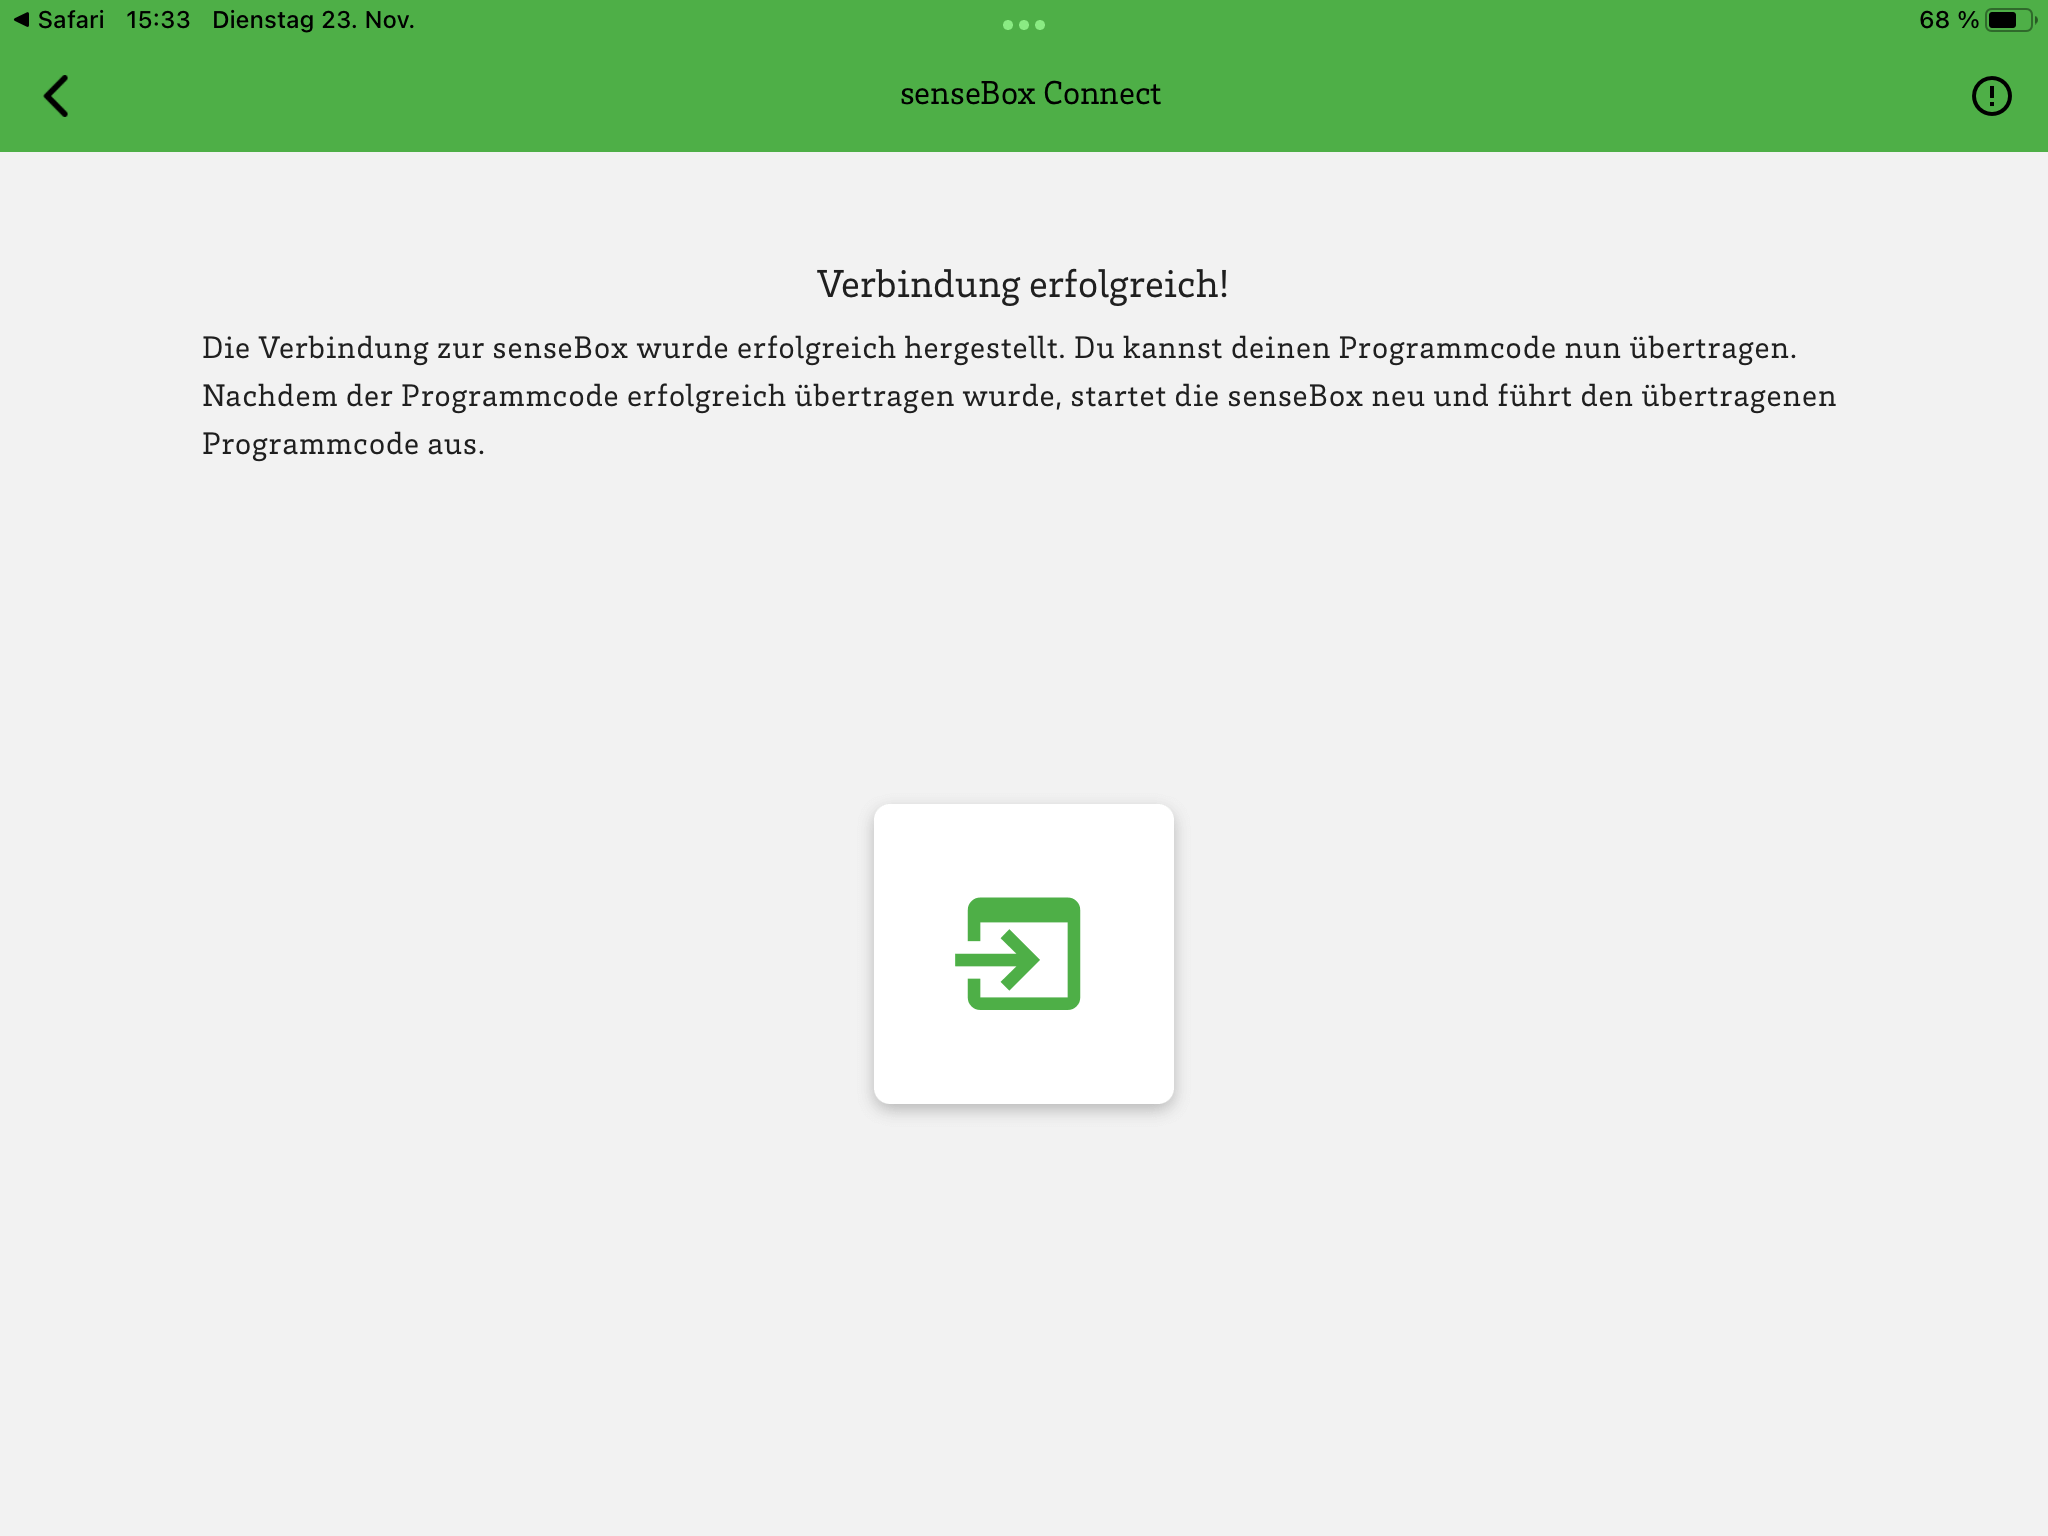 Safari 15:33 Dienstag 23. Nov. 68 %
senseBox Connect
Verbindung erfolgreich!
Die Verbindung zur senseBox wurde erfolgreich hergestellt. Du kannst deinen Programmcode nun übertragen.
Nachdem der Programmcode erfolgreich übertragen wurde, startet die senseBox neu und führt den übertragenen
Programmcode aus.